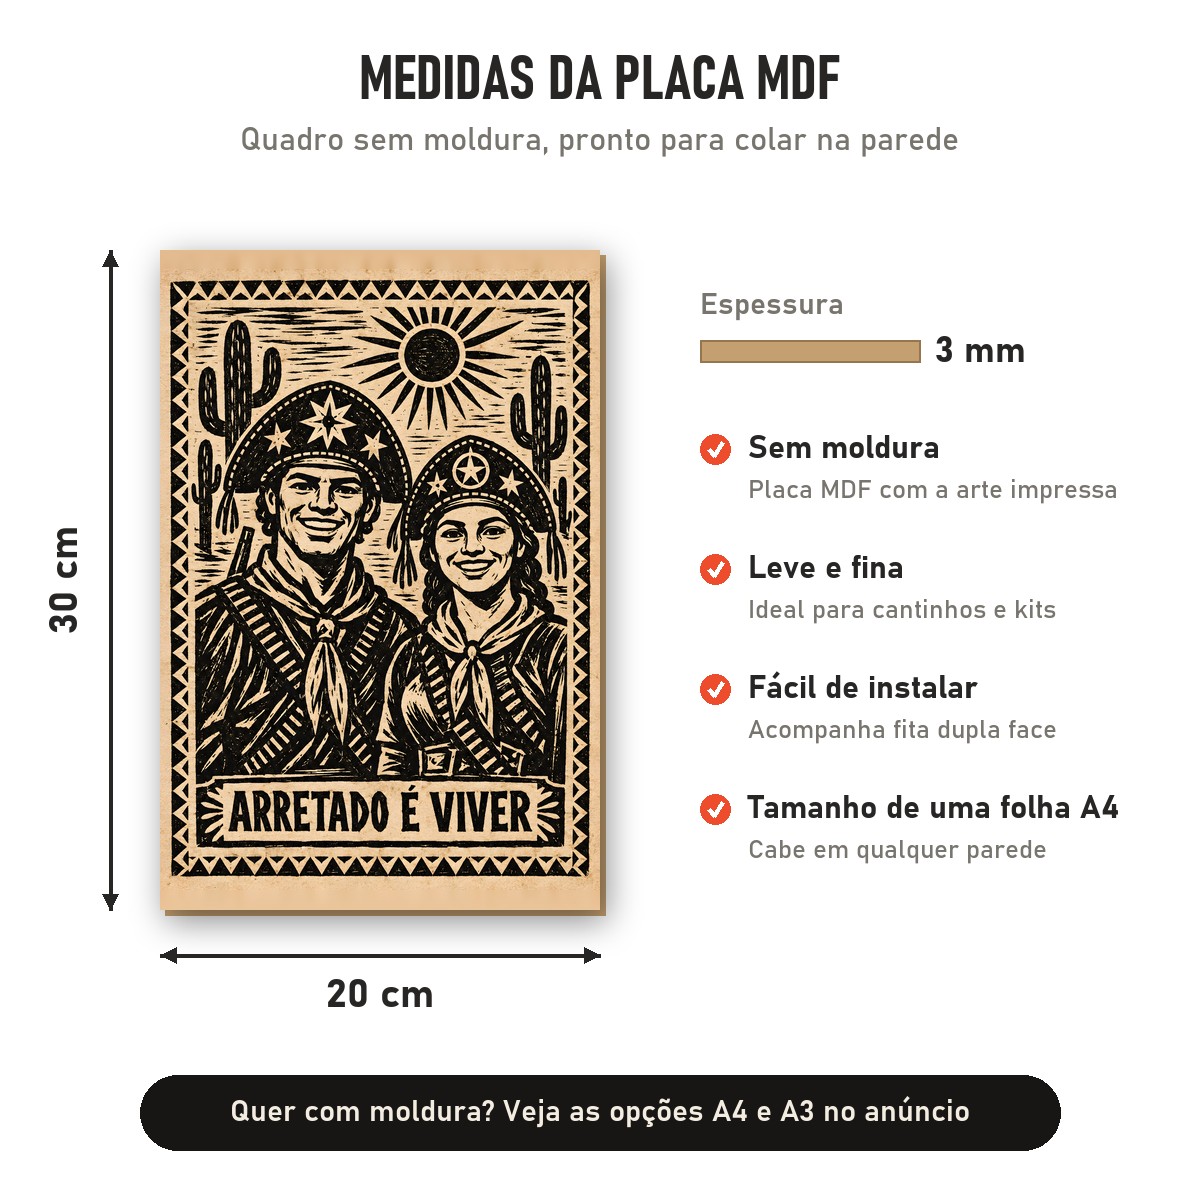 MEDIDAS DA PLACA MDF
Quadro sem moldura, pronto para colar na parede
30 cm
ARRETADO É VIVER
20 cm
Espessura
3 mm
Sem moldura
Placa MDF com a arte impressa
Leve e fina
Ideal para cantinhos e kits
Fácil de instalar
Acompanha fita dupla face
Tamanho de uma folha A4
Cabe em qualquer parede
Quer com moldura? Veja as opções A4 e A3 no anúncio